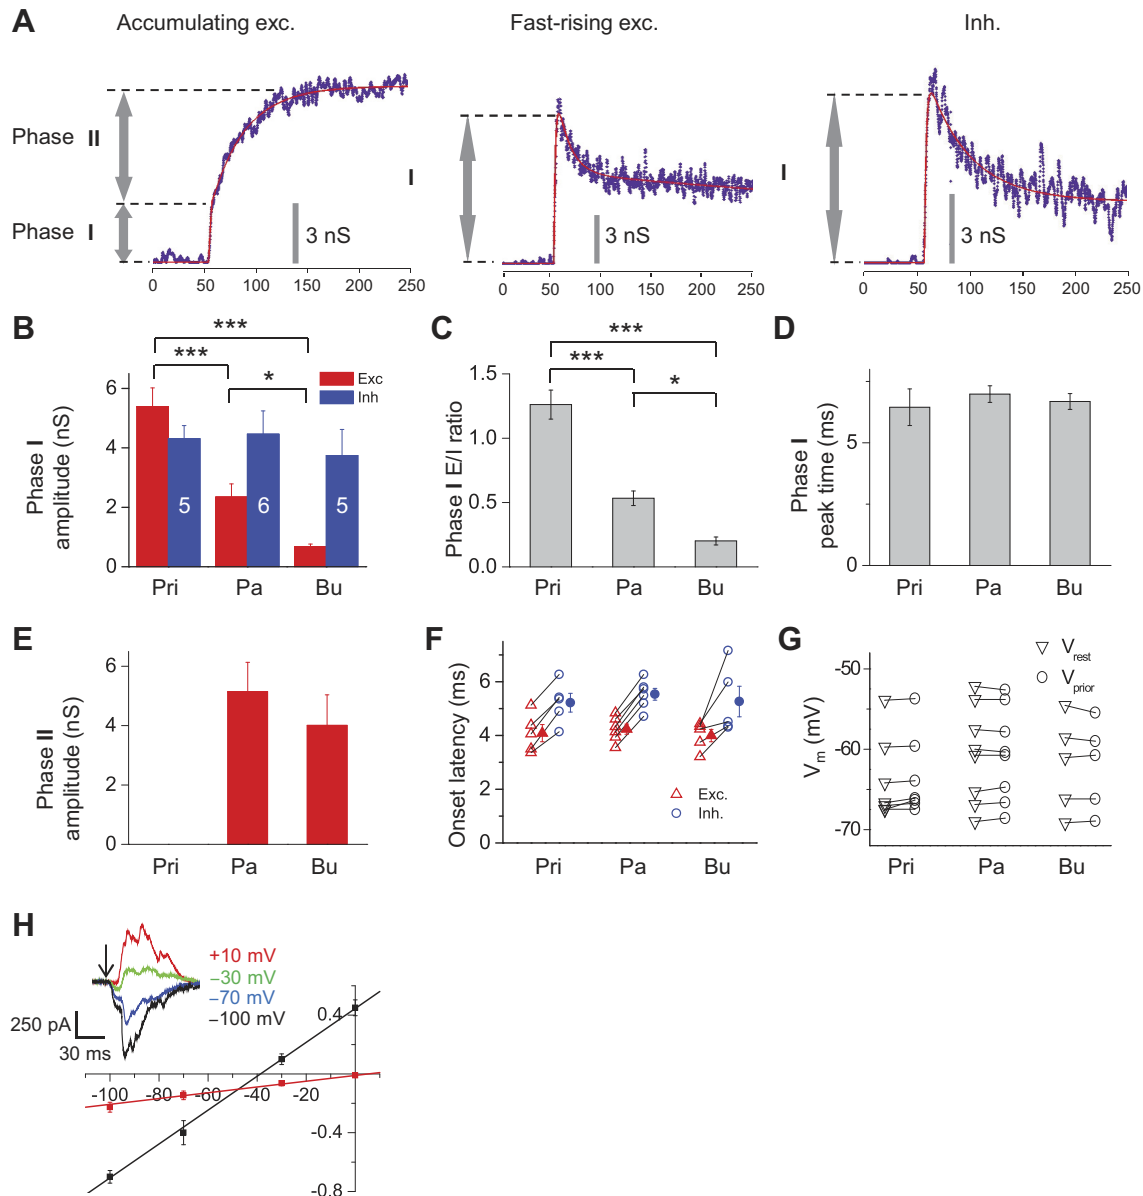 A
Accumulating exc.
Fast-rising exc.
Inh.
Phase II
Phase I
I
I
3 nS
3 nS
3 nS
0 50 100 150 200 250
0 50 100 150 200 250
0 50 100 150 200 250
B
***
***
*
Exc
Inh
Phase I
amplitude (nS)
6
4
2
0
5
6
5
Pri Pa Bu
C
***
***
*
Phase I E/I ratio
1.5
1.0
0.5
0.0
Pri Pa Bu
D
Phase I
peak time (ms)
5
0
Pri Pa Bu
E
Phase II
amplitude (nS)
6
4
2
0
Pri Pa Bu
F
Onset latency (ms)
6
4
2
0
Exc.
Inh.
Pri Pa Bu
G
Vrest
Vprior
Vm (mV)
-50
-60
-70
Pri Pa Bu
H
+10 mV
−30 mV
−70 mV
−100 mV
250 pA
30 ms
0.4
-100 -80 -60 -40 -20
-0.4
-0.8